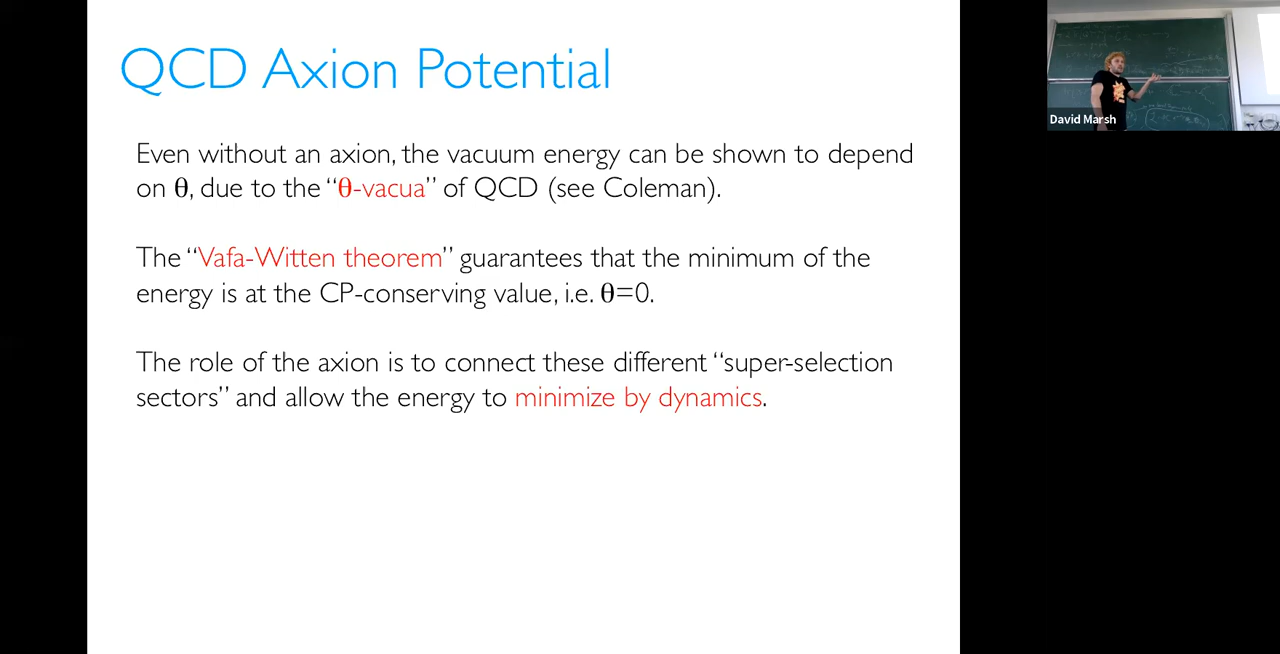 QCD Axion Potential
Even without an axion, the vacuum energy can be shown to depend
on θ, due to the “θ-vacua” of QCD (see Coleman).
The “Vafa-Witten theorem” guarantees that the minimum of the
energy is at the CP-conserving value, i.e. θ=0.
The role of the axion is to connect these different “super-selection
sectors” and allow the energy to minimize by dynamics.
David Marsh